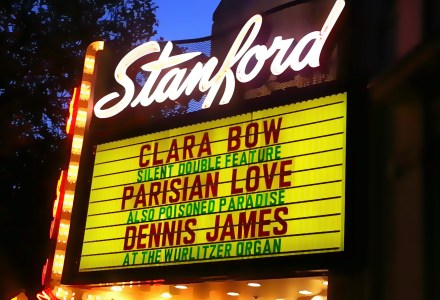 Stanford
CLARA BOW
SILENT DOUBLE FEATURE
PARISIAN LOVE
ALSO POISONED PARADISE
DENNIS JAMES
AT THE WURLITZER ORGAN